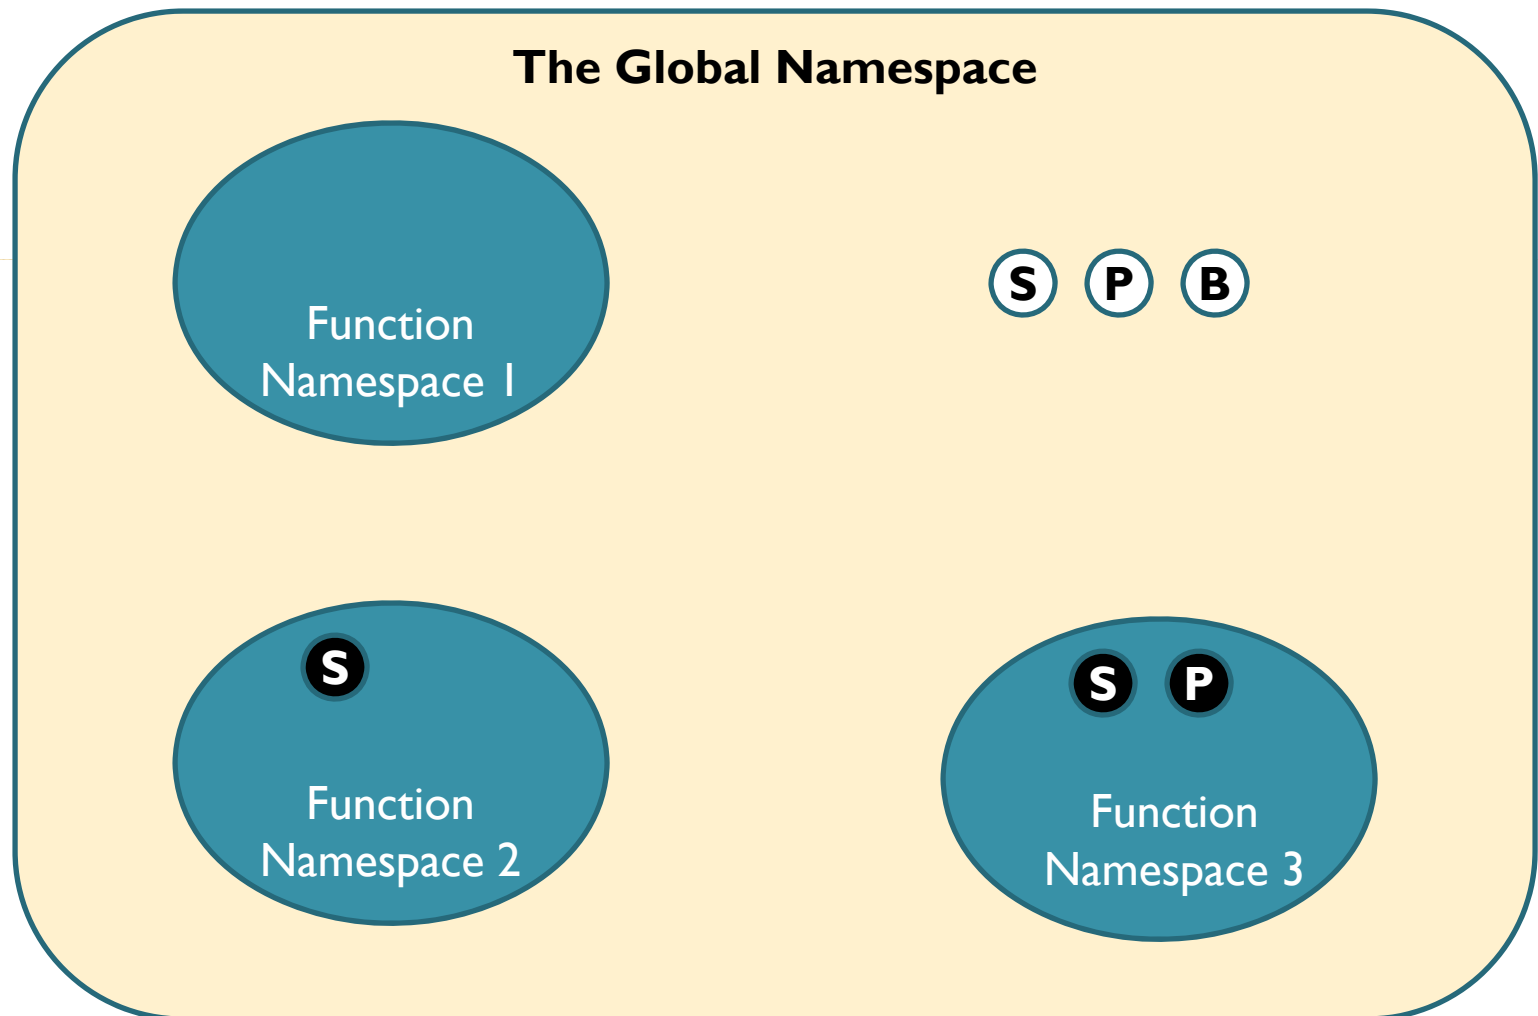 The Global Namespace
Function
Namespace 1
S P B
S
Function
Namespace 2
S P
Function
Namespace 3